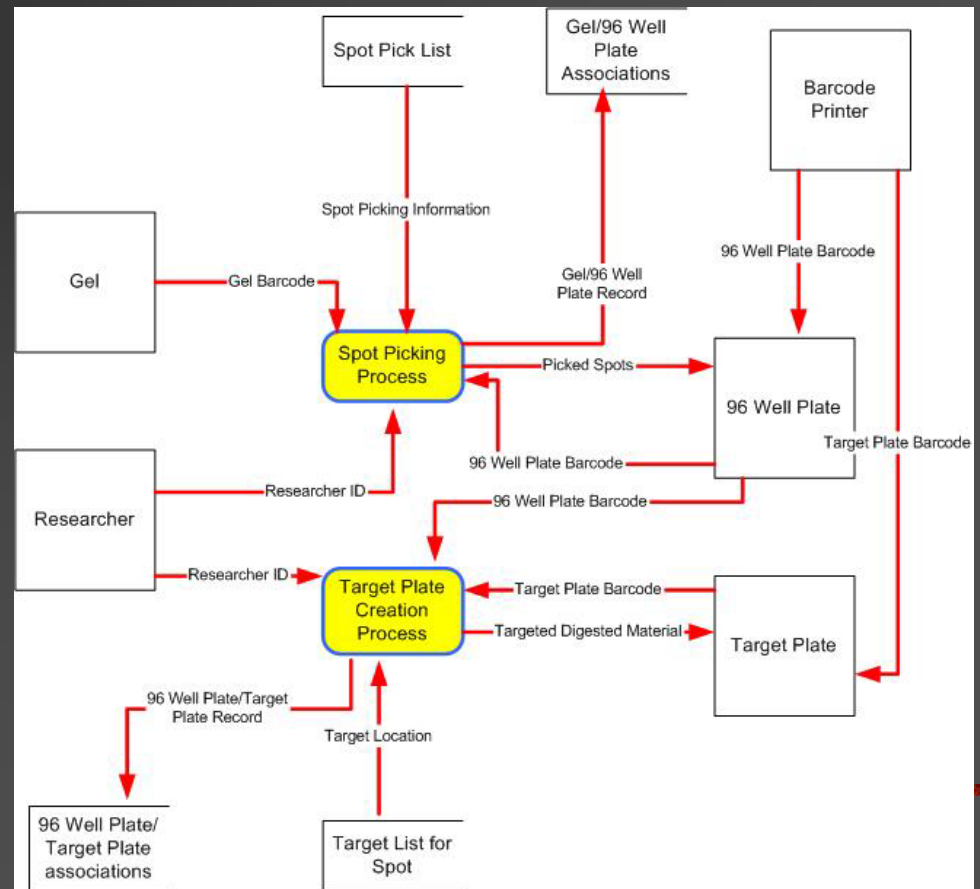 Spot Pick List
Gel/96 Well
Plate
Associations
Barcode
Printer
Spot Picking Information
96 Well Plate Barcode
Gel
Gel Barcode
Gel/96 Well
Plate Record
Spot Picking
Process
Picked Spots
96 Well Plate
Target Plate Barcode
96 Well Plate Barcode
Researcher
Researcher ID
96 Well Plate Barcode
Researcher ID
Target Plate
Creation
Process
Target Plate Barcode
Targeted Digested Material
Target Plate
96 Well Plate/Target
Plate Record
Target Location
96 Well Plate/
Target Plate
associations
Target List for
Spot